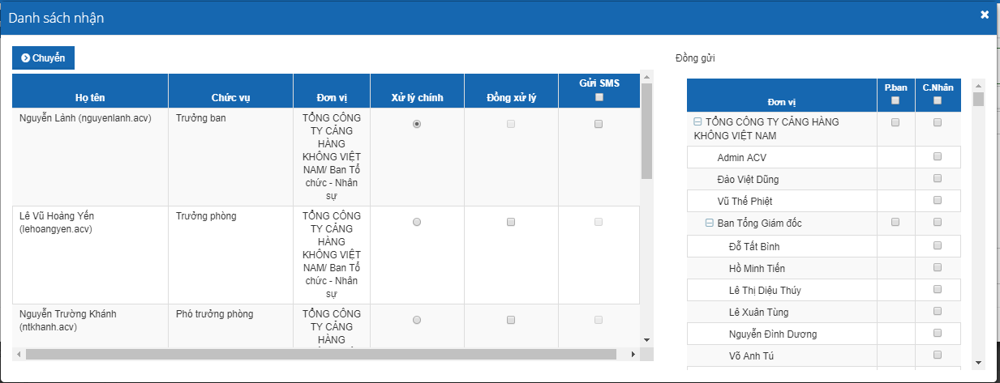 Danh sách nhận
Chuyển
Họ tên
Chức vụ
Đơn vị
Xử lý chính
Đồng xử lý
Gửi SMS
Nguyễn Lành (nguyenlanh.acv)
Trưởng ban
TỔNG CÔNG
TY CẢNG
HÀNG
KHÔNG VIỆT
NAM/ Ban Tổ
chức - Nhân
sự
Lê Vũ Hoàng Yến
(lehoangyen.acv)
Trưởng phòng
TỔNG CÔNG
TY CẢNG
HÀNG
KHÔNG VIỆT
NAM/ Ban Tổ
chức - Nhân
sự
Nguyễn Trường Khánh
(ntkhanh.acv)
Phó trưởng phòng
TỔNG CÔNG
TY CẢNG
HÀNG
Đồng gửi
Đơn vị
P.ban
C.Nhân
TỔNG CÔNG TY CẢNG HÀNG
KHÔNG VIỆT NAM
Admin ACV
Đào Việt Dũng
Vũ Thế Phiệt
Ban Tổng Giám đốc
Đỗ Tất Bình
Hồ Minh Tiến
Lê Thị Diệu Thúy
Lê Xuân Tùng
Nguyễn Đình Dương
Võ Anh Tú